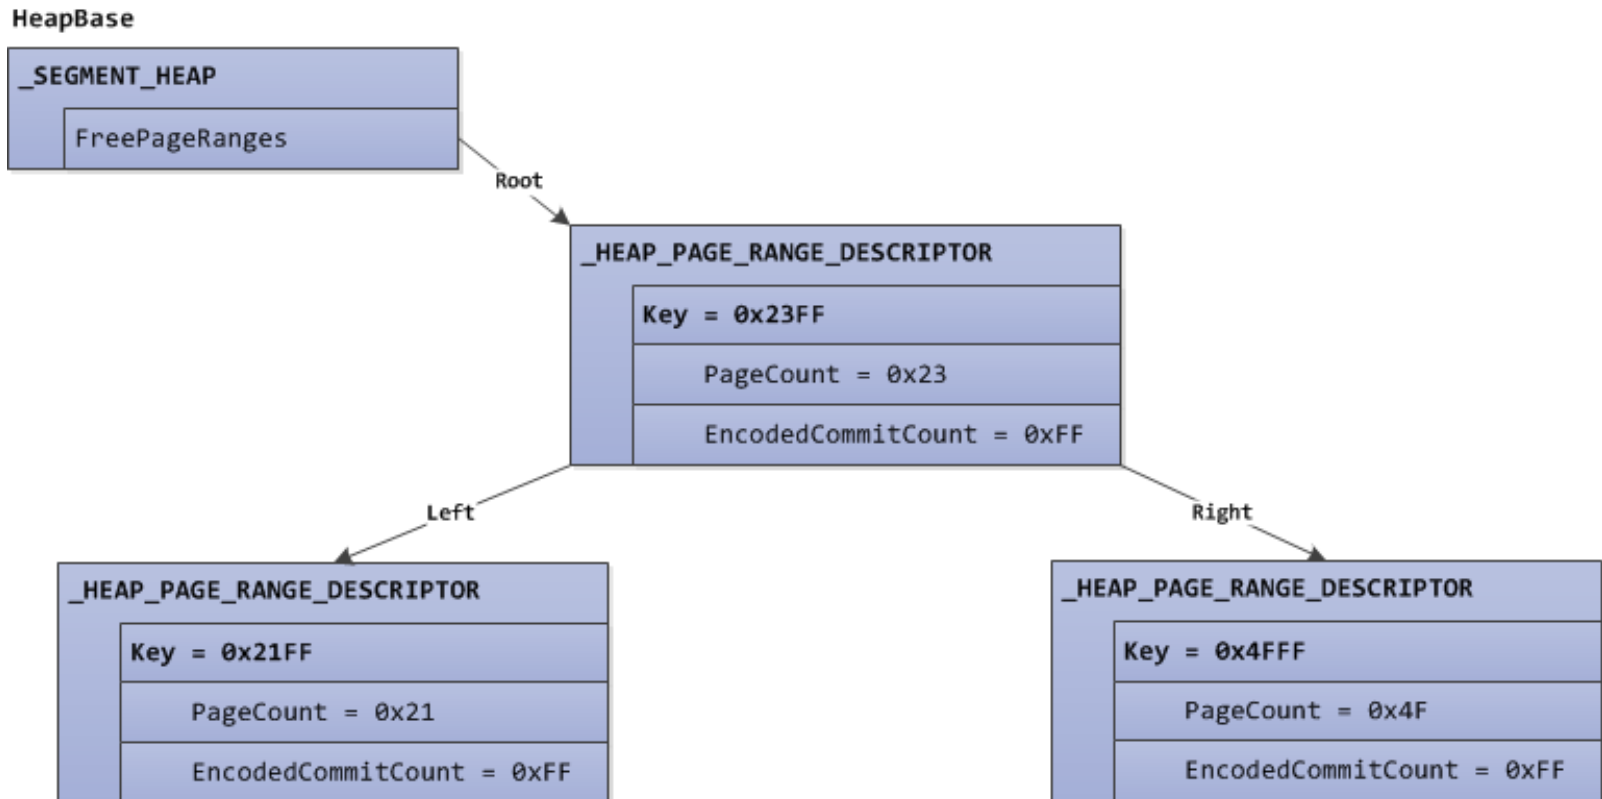 HeapBase
_SEGMENT_HEAP
FreePageRanges
Root
_HEAP_PAGE_RANGE_DESCRIPTOR
Key = 0x23FF
PageCount = 0x23
EncodedCommitCount = 0xFF
Left
Right
_HEAP_PAGE_RANGE_DESCRIPTOR
Key = 0x21FF
PageCount = 0x21
EncodedCommitCount = 0xFF
_HEAP_PAGE_RANGE_DESCRIPTOR
Key = 0x4FFF
PageCount = 0x4F
EncodedCommitCount = 0xFF